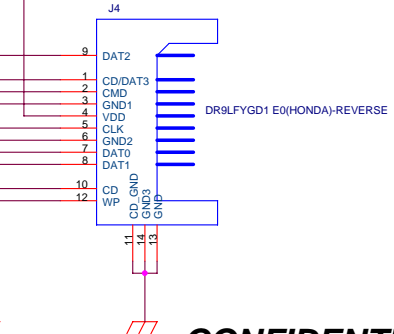 J4
9 DAT2
1 CD/DAT3
2 CMD
3 GND1
4 VDD
5 CLK
6 GND2
7 DAT0
8 DAT1
10 CD
12 WP
DR9LFYGD1 E0(HONDA)-REVERSE
CD_GND
GND3
GND
11
14
13